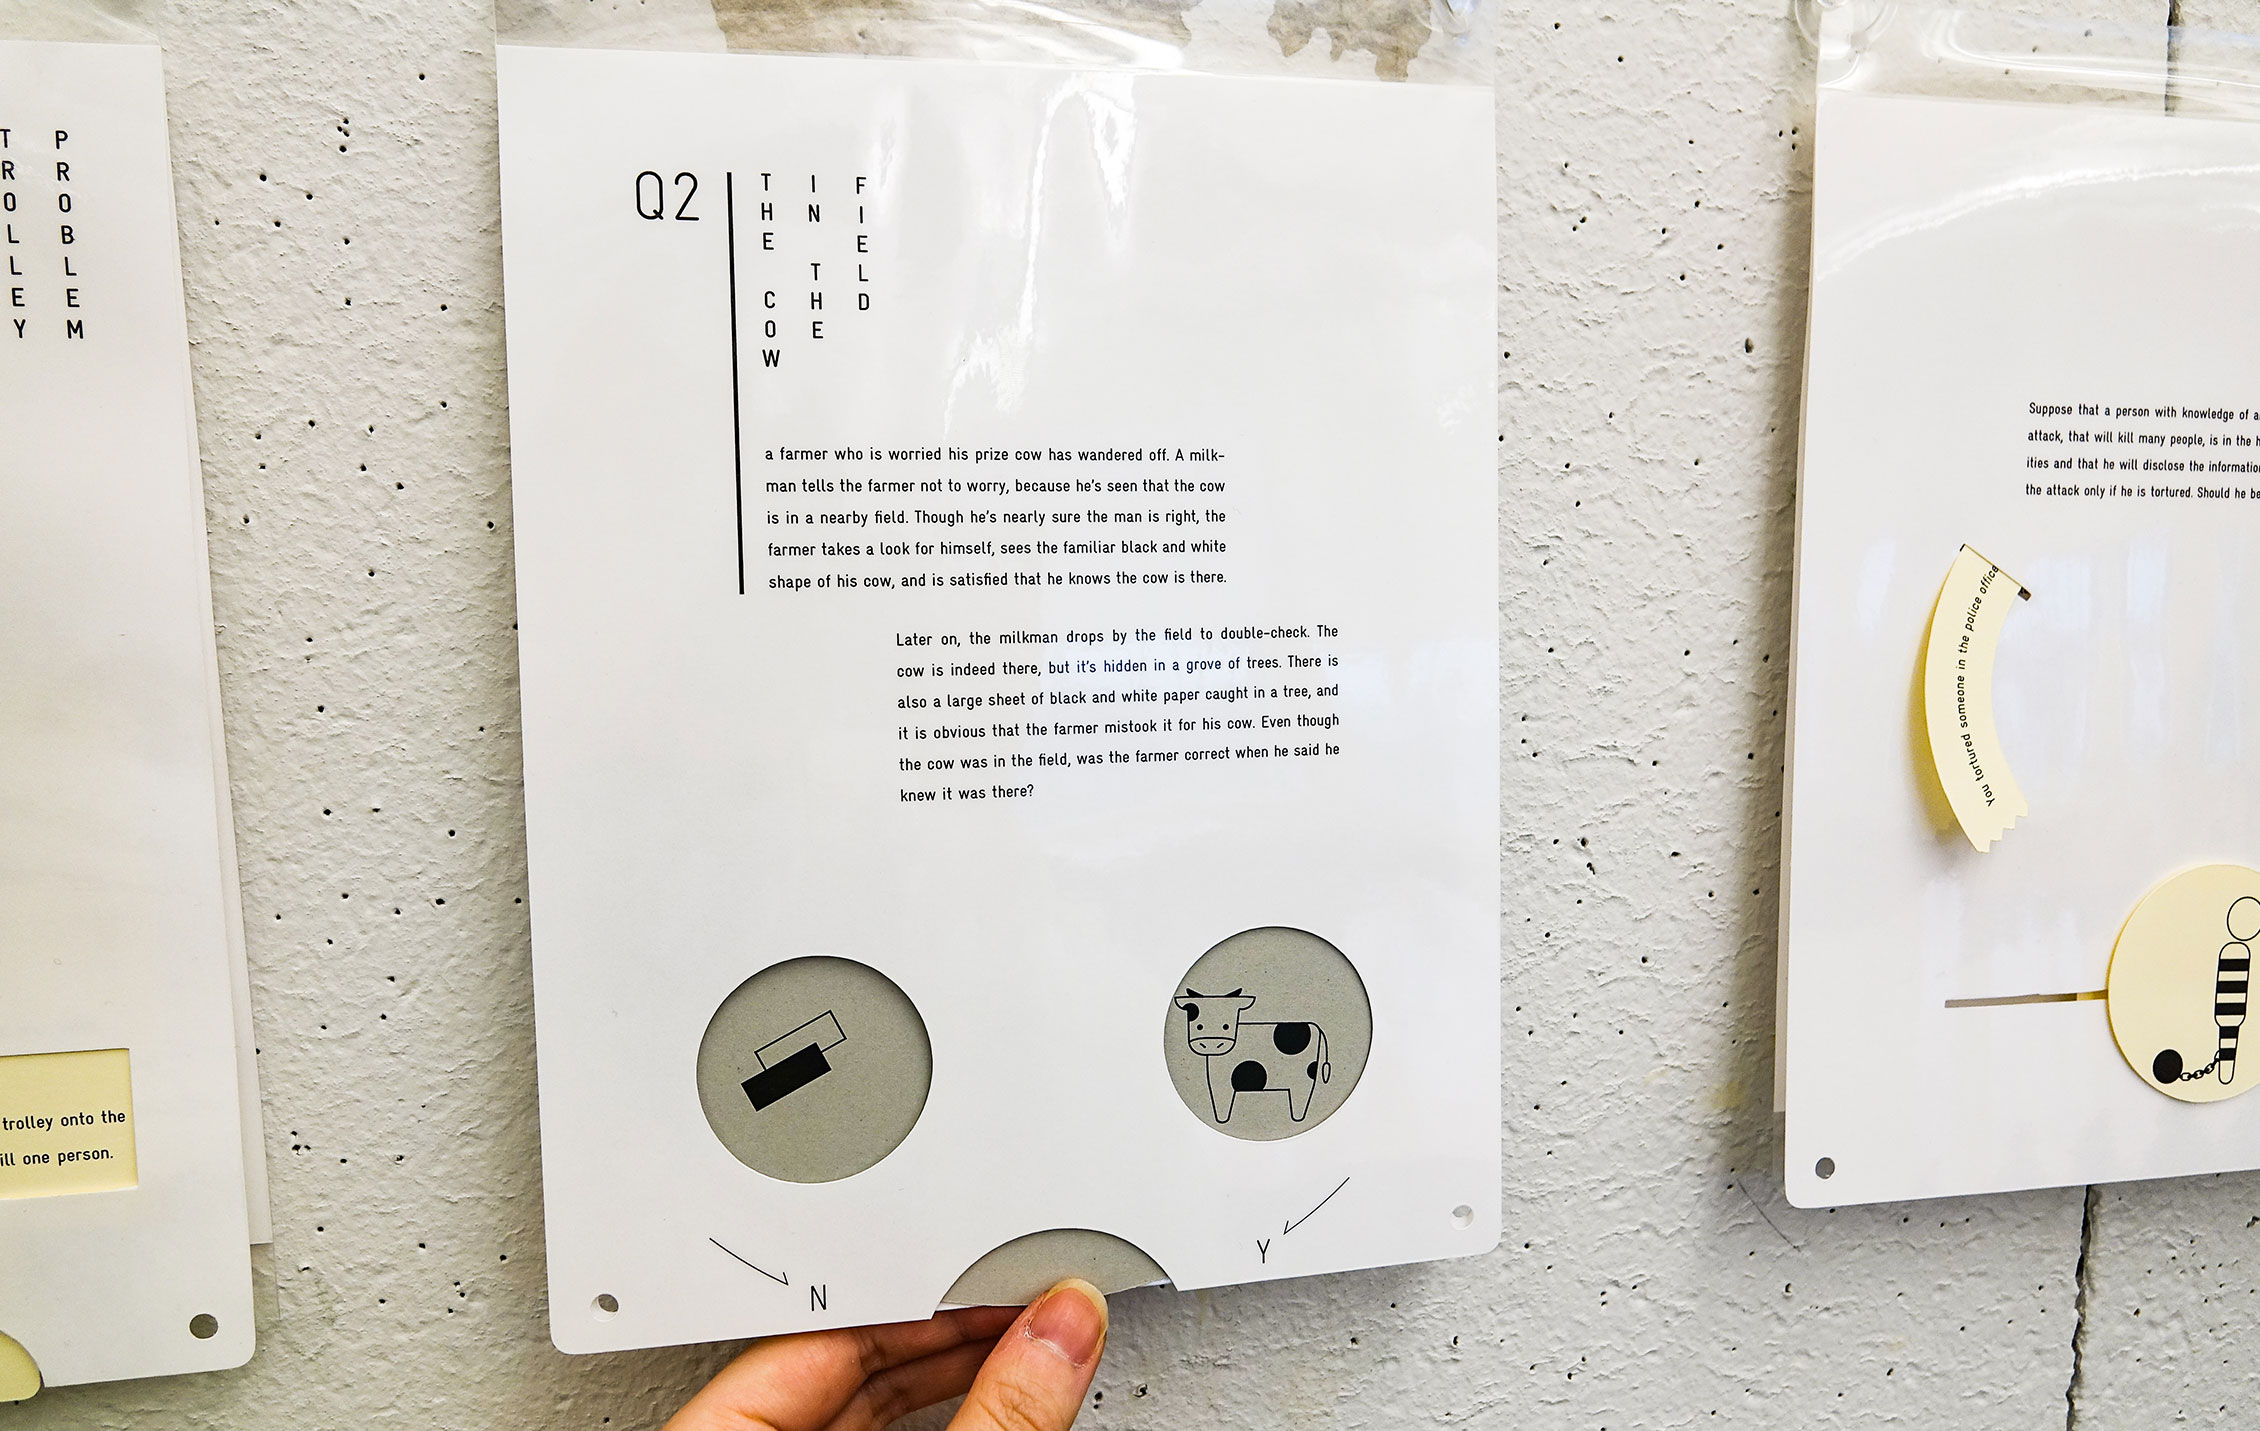 TROLLEY
PROBLEM
trolley onto the
ill one person.
Q2
THE COW
IN THE
FIELD
a farmer who is worried his prize cow has wandered off. A milk-
man tells the farmer not to worry, because he's seen that the cow
is in a nearby field. Though he's nearly sure the man is right, the
farmer takes a look for himself, sees the familiar black and white
shape of his cow, and is satisfied that he knows the cow is there.
Later on, the milkman drops by the field to double-check. The
cow is indeed there, but it's hidden in a grove of trees. There is
also a large sheet of black and white paper caught in a tree, and
it is obvious that the farmer mistook it for his cow. Even though
the cow was in the field, was the farmer correct when he said he
knew it was there?
N
Y
Suppose that a person with knowledge of a
attack, that will kill many people, is in the h
ities and that he will disclose the information
the attack only if he is tortured. Should he be
You tortured someone in the police office